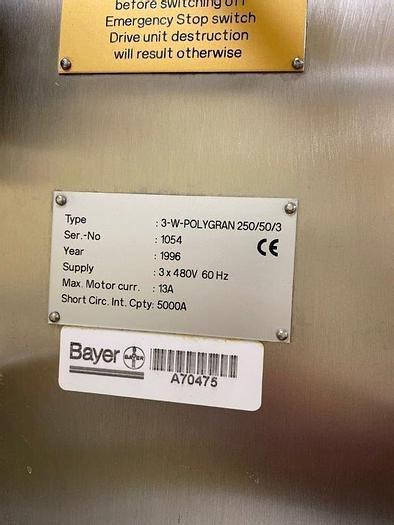 before switching off
Emergency Stop switch
Drive unit destruction
will result otherwise
Type : 3-W-POLYGRAN 250/50/3
Ser.-No : 1054
Year : 1996
Supply : 3 x 480V 60 Hz
Max. Motor curr. : 13A
Short Circ. Int. Cpty: 5000A
CE
Bayer BAYER
A70475